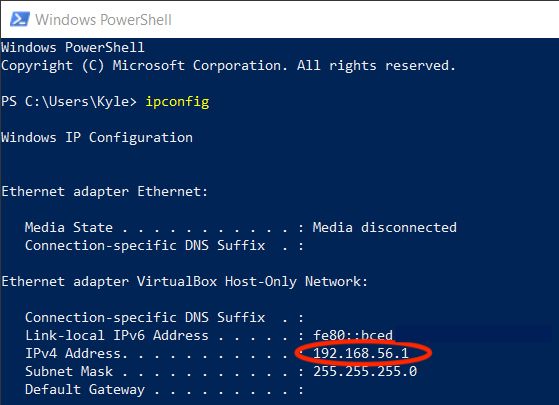 Windows PowerShell
Windows PowerShell
Copyright (C) Microsoft Corporation. All rights reserved.
PS C:\Users\Kyle> ipconfig
Windows IP Configuration
Ethernet adapter Ethernet:
Media State . . . . . . . . . . . : Media disconnected
Connection-specific DNS Suffix  . :
Ethernet adapter VirtualBox Host-Only Network:
Connection-specific DNS Suffix  . :
Link-local IPv6 Address . . . . . : fe80::bced
IPv4 Address. . . . . . . . . . . : 192.168.56.1
Subnet Mask . . . . . . . . . . . : 255.255.255.0
Default Gateway . . . . . . . . . :